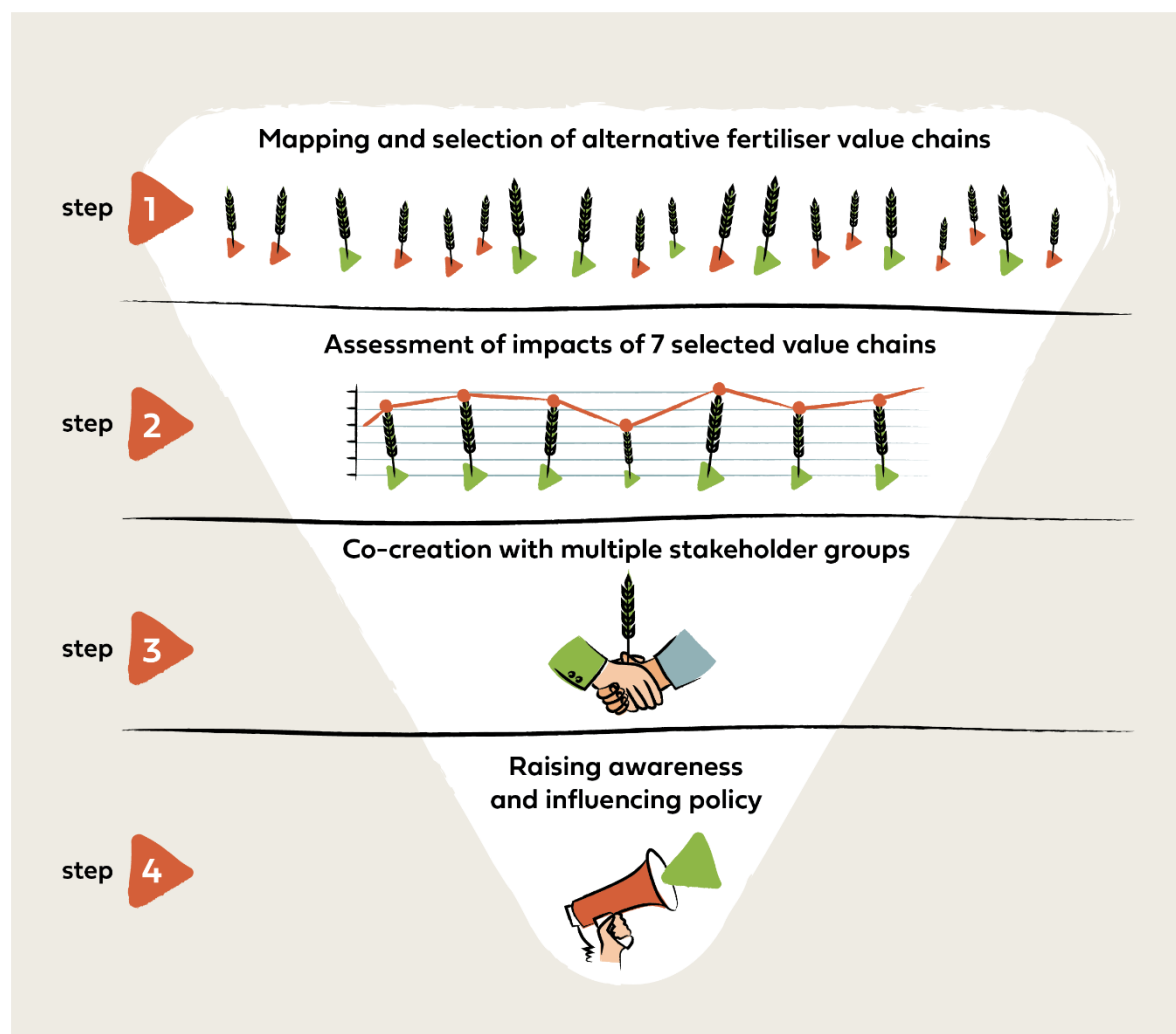 Mapping and selection of alternative fertiliser value chains
step 1
Assessment of impacts of 7 selected value chains
step 2
Co-creation with multiple stakeholder groups
step 3
Raising awareness
and influencing policy
step 4